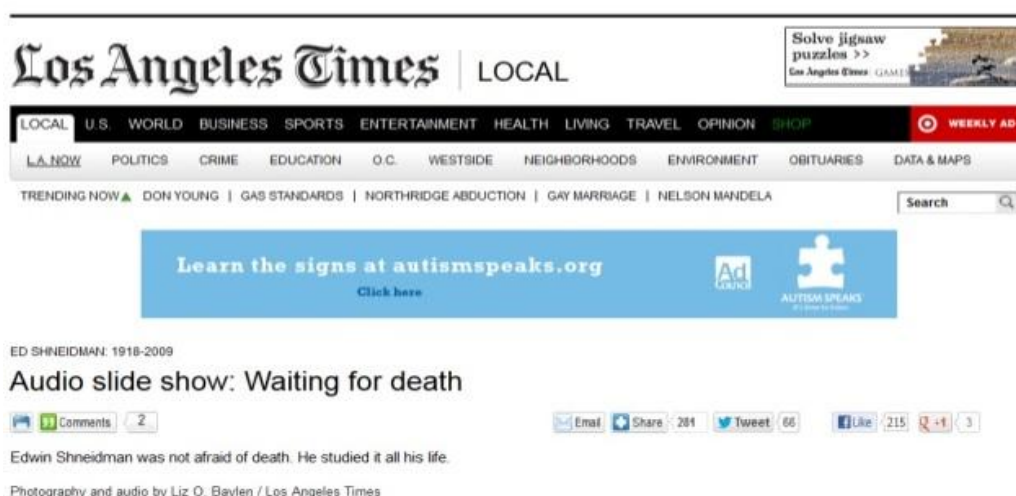 Los Angeles Times | LOCAL
Solve jigsaw
puzzles >>
Los Angeles Times GAMES
LOCAL U.S. WORLD BUSINESS SPORTS ENTERTAINMENT HEALTH LIVING TRAVEL OPINION SHOP WEEKLY AD
L.A. NOW POLITICS CRIME EDUCATION O.C. WESTSIDE NEIGHBORHOODS ENVIRONMENT OBITUARIES DATA & MAPS
TRENDING NOW DON YOUNG | GAS STANDARDS | NORTHRIDGE ABDUCTION | GAY MARRIAGE | NELSON MANDELA
Search
Learn the signs at autismspeaks.org
Click here
Ad
Council
AUTISM SPEAKS
ED SHNEIDMAN: 1918-2009
Audio slide show: Waiting for death
Comments 2 Email Share 281 Tweet 66 Like 215 +1 3
Edwin Shneidman was not afraid of death. He studied it all his life.
Photography and audio by Liz O. Baylen / Los Angeles Times